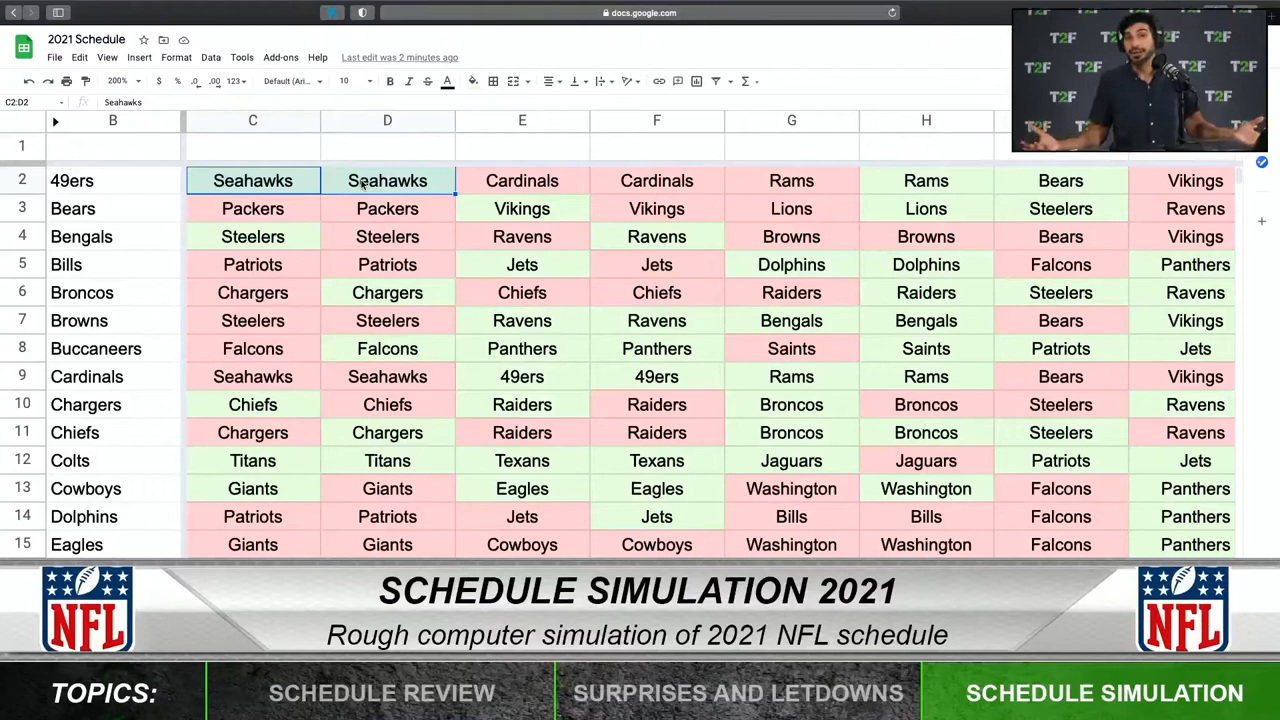 docs.google.com
2021 Schedule
File Edit View Insert Format Data Tools Add-ons Help Last edit was 2 minutes ago
200% $ % .0 .00 123 Default (Ari... 10 B I S A
C2:D2 fx Seahawks
B C D E F G H
1
2 49ers Seahawks Seahawks Cardinals Cardinals Rams Rams Bears Vikings
3 Bears Packers Packers Vikings Vikings Lions Lions Steelers Ravens
4 Bengals Steelers Steelers Ravens Ravens Browns Browns Bears Vikings
5 Bills Patriots Patriots Jets Jets Dolphins Dolphins Falcons Panthers
6 Broncos Chargers Chargers Chiefs Chiefs Raiders Raiders Steelers Ravens
7 Browns Steelers Steelers Ravens Ravens Bengals Bengals Bears Vikings
8 Buccaneers Falcons Falcons Panthers Panthers Saints Saints Patriots Jets
9 Cardinals Seahawks Seahawks 49ers 49ers Rams Rams Bears Vikings
10 Chargers Chiefs Chiefs Raiders Raiders Broncos Broncos Steelers Ravens
11 Chiefs Chargers Chargers Raiders Raiders Broncos Broncos Steelers Ravens
12 Colts Titans Titans Texans Texans Jaguars Jaguars Patriots Jets
13 Cowboys Giants Giants Eagles Eagles Washington Washington Falcons Panthers
14 Dolphins Patriots Patriots Jets Jets Bills Bills Falcons Panthers
15 Eagles Giants Giants Cowboys Cowboys Washington Washington Falcons Panthers
T2F T2F T2F T2F
T2F T2F T2F T2F
T2F
NFL SCHEDULE SIMULATION 2021 NFL
Rough computer simulation of 2021 NFL schedule
TOPICS: SCHEDULE REVIEW SURPRISES AND LETDOWNS SCHEDULE SIMULATION